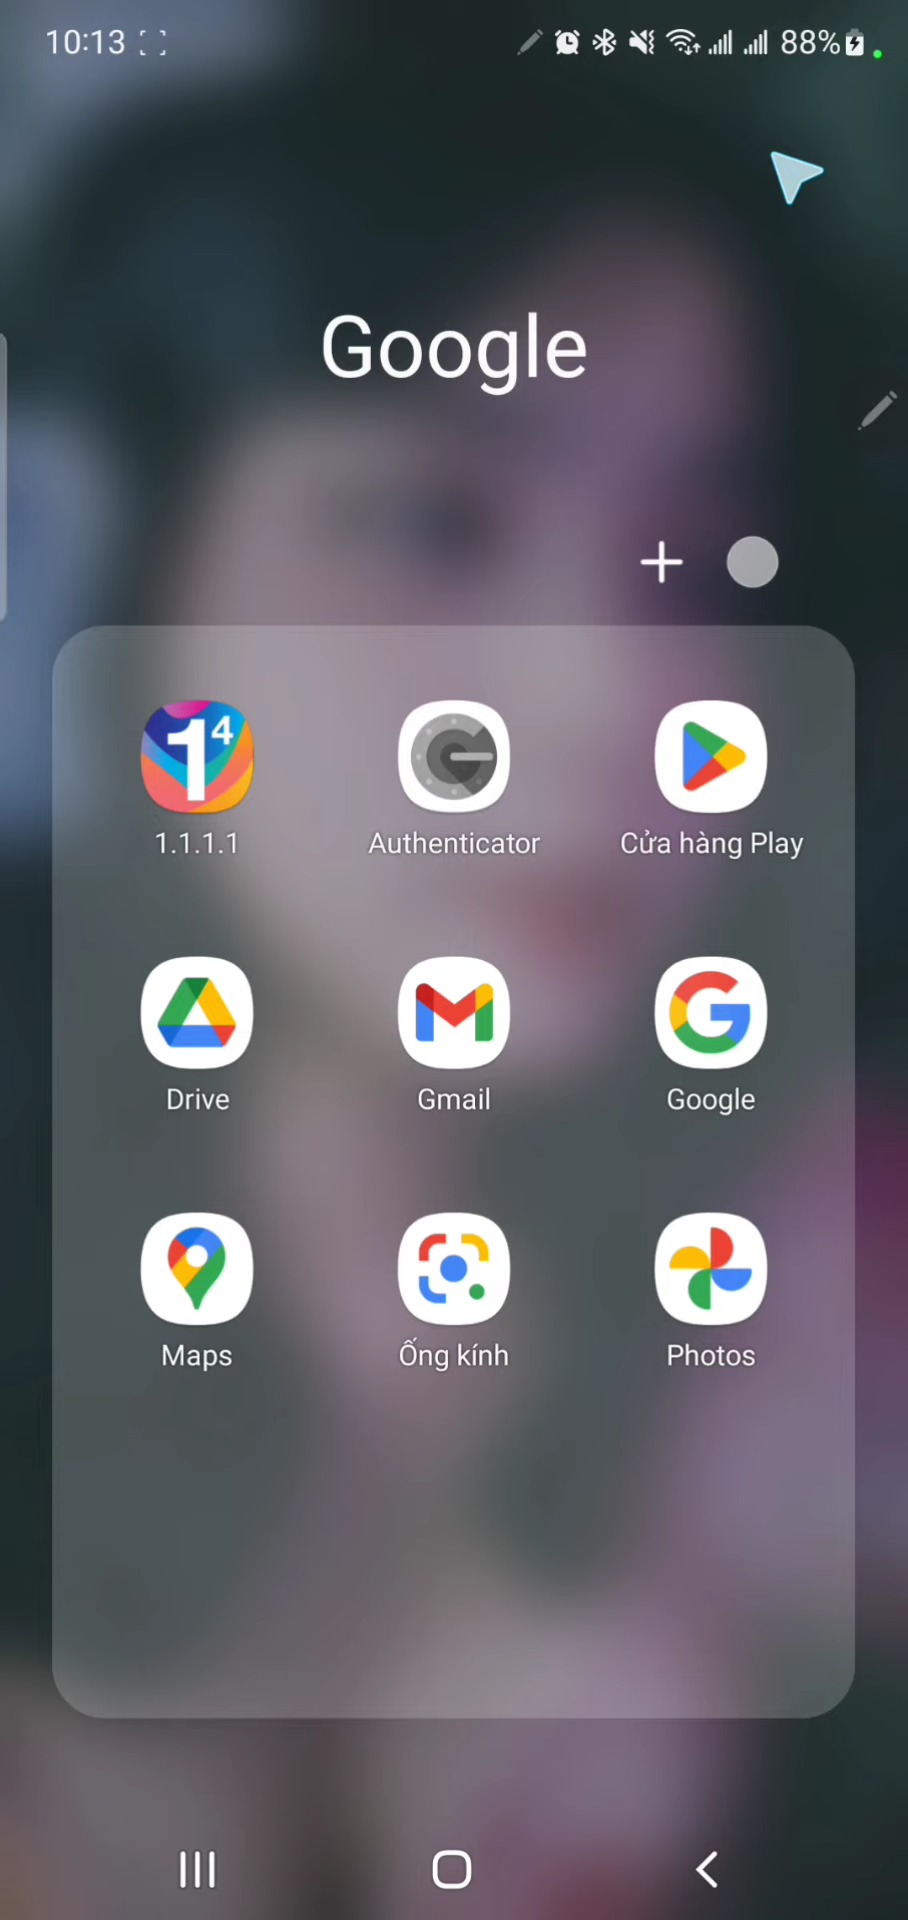 10:13 88%
Google
1.1.1.1 Authenticator Cửa hàng Play
Drive Gmail Google
Maps Ống kính Photos